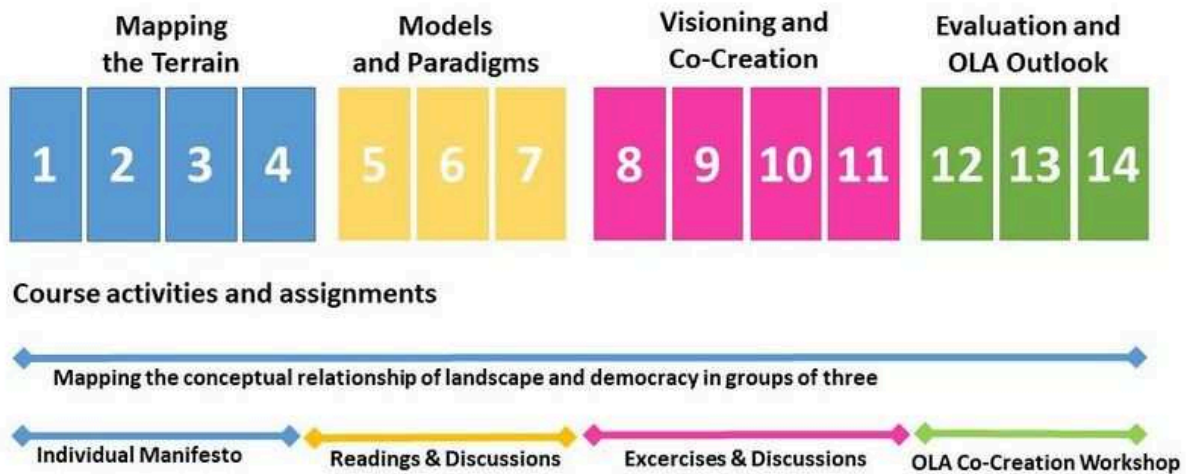 Mapping
the Terrain
Models
and Paradigms
Visioning and
Co-Creation
Evaluation and
OLA Outlook
1 2 3 4 5 6 7 8 9 10 11 12 13 14
Course activities and assignments
Mapping the conceptual relationship of landscape and democracy in groups of three
Individual Manifesto
Readings & Discussions
Excercises & Discussions
OLA Co-Creation Workshop